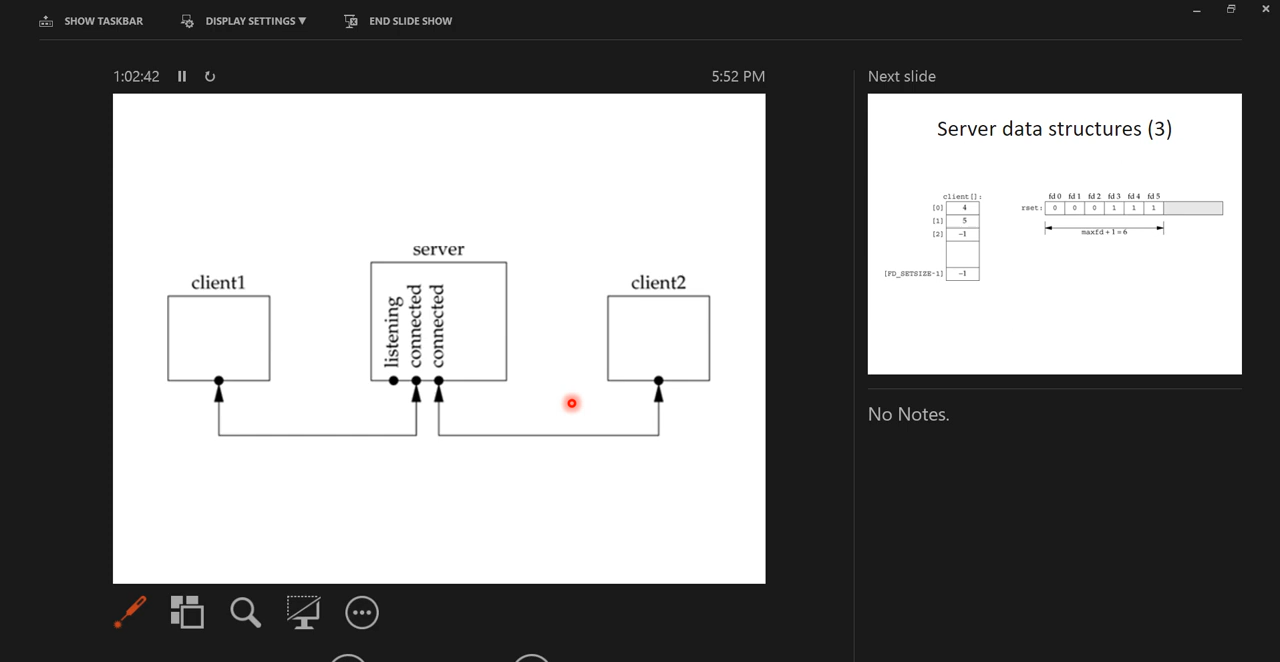 SHOW TASKBAR
DISPLAY SETTINGS ▼
END SLIDE SHOW
1:02:42
5:52 PM
server
client1
client2
listening
connected
connected
Next slide
Server data structures (3)
client[]:
[0] 4
[1] 5
[2] −1
[FD_SETSIZE-1] −1
fd 0 fd 1 fd 2 fd 3 fd 4 fd 5
rset: 0 0 0 1 1 1
maxfd + 1 = 6
No Notes.